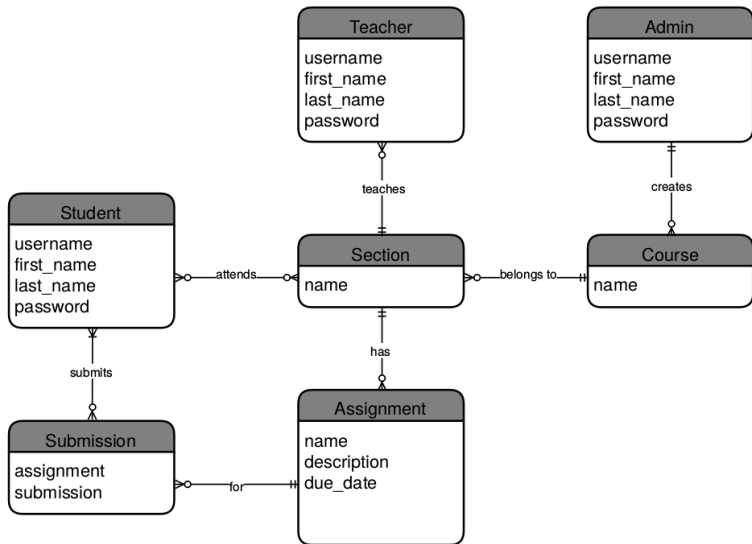 Teacher
username
first_name
last_name
password
Admin
username
first_name
last_name
password
teaches
creates
Student
username
first_name
last_name
password
attends
Section
name
belongs to
Course
name
submits
has
Submission
assignment
submission
for
Assignment
name
description
due_date